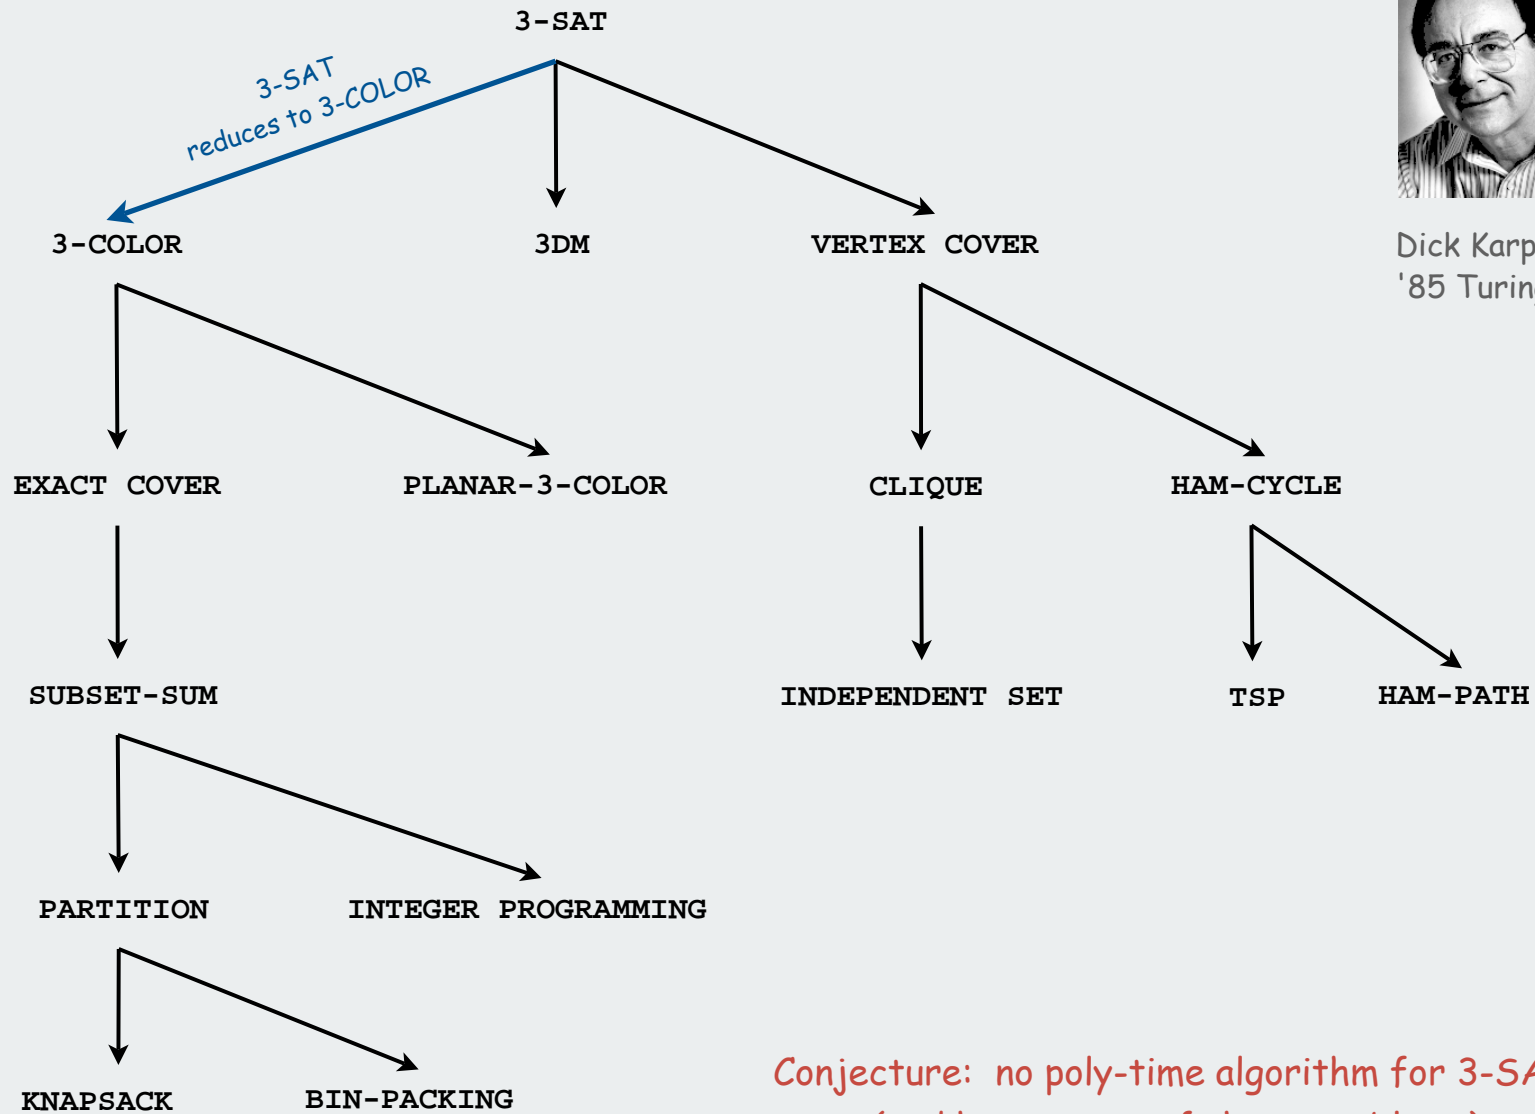 3-SAT
3-SAT
reduces to 3-COLOR
3-COLOR
3DM
VERTEX COVER
Dick Karp
'85 Turing
EXACT COVER
PLANAR-3-COLOR
CLIQUE
HAM-CYCLE
SUBSET-SUM
INDEPENDENT SET
TSP
HAM-PATH
PARTITION
INTEGER PROGRAMMING
Conjecture: no poly-time algorithm for 3-SA
KNAPSACK
BIN-PACKING